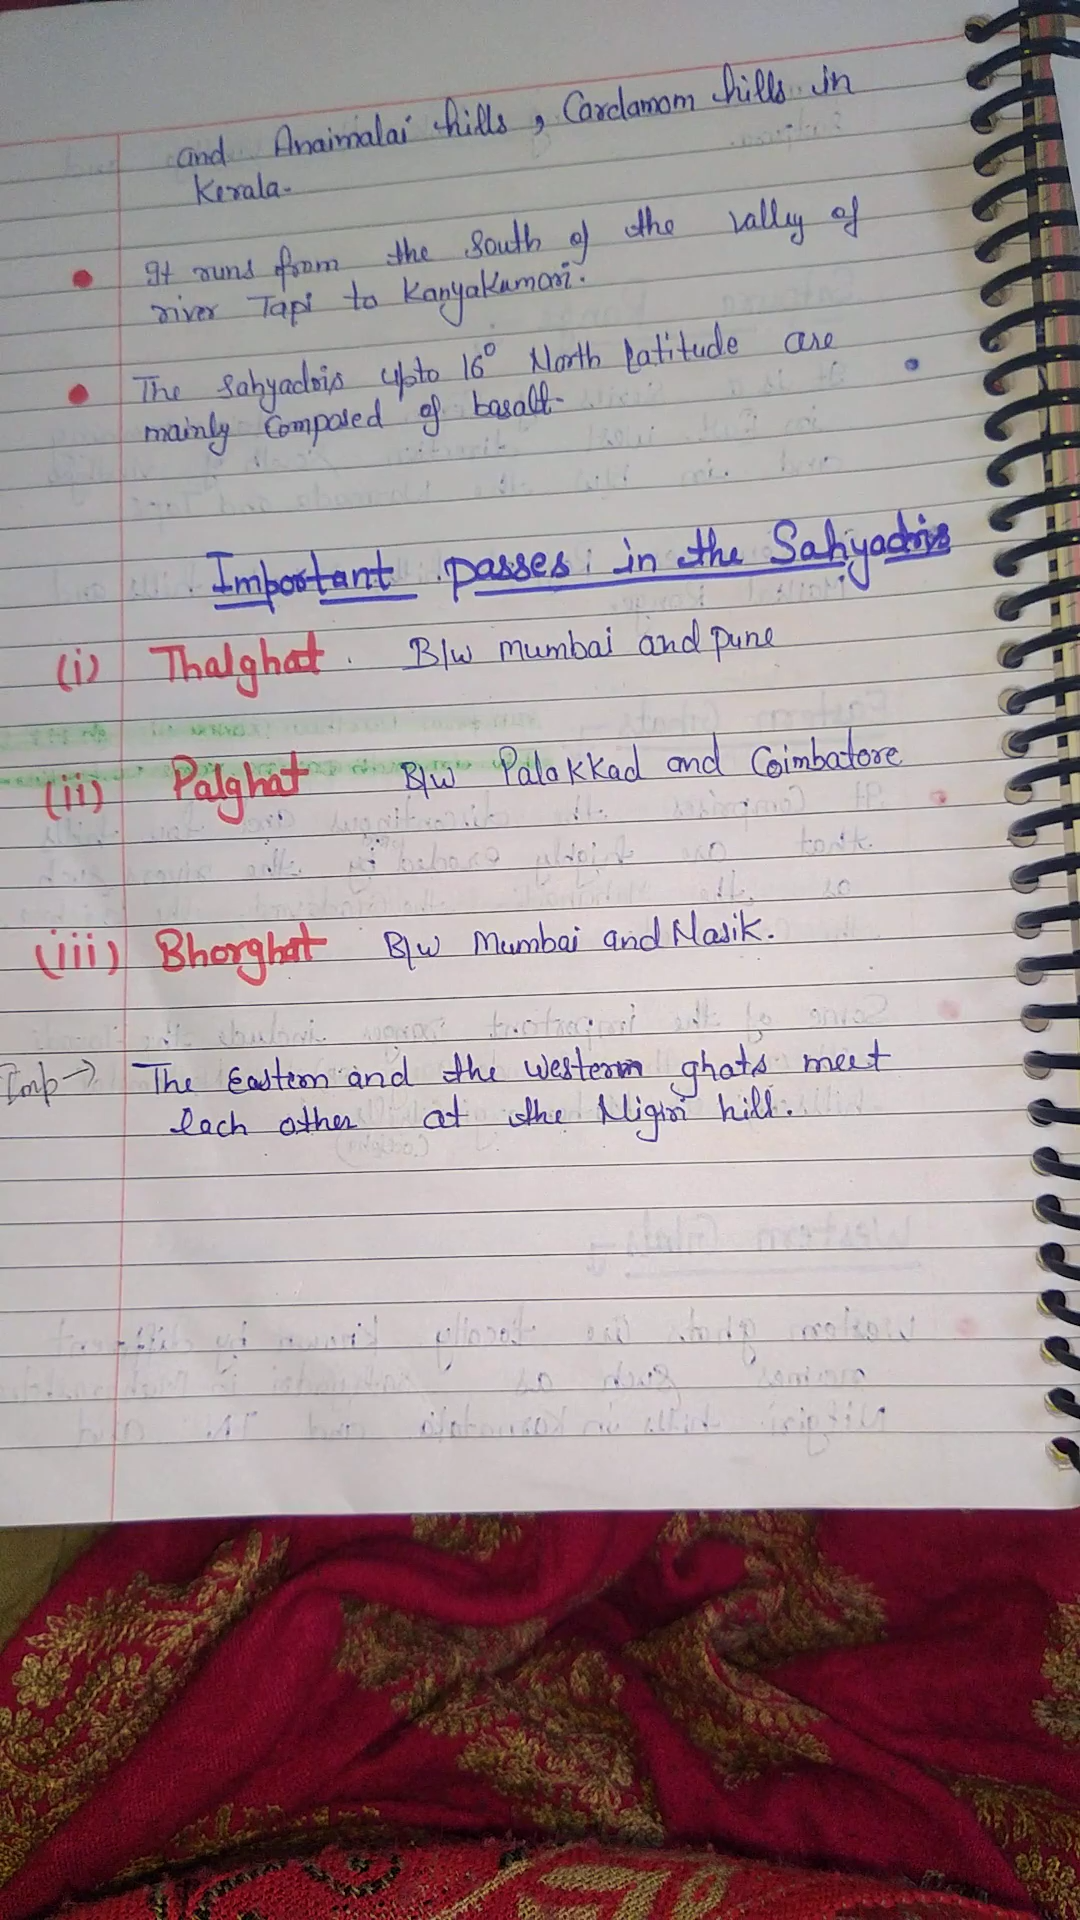 and Anaimalai hills, Cardamom hills in
Kerala.
It runs from the south of the valley of
river Tapi to Kanyakumari.
The Sahyadris upto 16° North latitude are
mainly composed of basalt.
Important passes in the Sahyadris
(i) Thalghat B/w Mumbai and Pune
(ii) Palghat B/w Palakkad and Coimbatore
(iii) Bhorghat B/w Mumbai and Nasik.
Imp → The Eastern and the Western ghats meet
each other at the Nligiri hill.